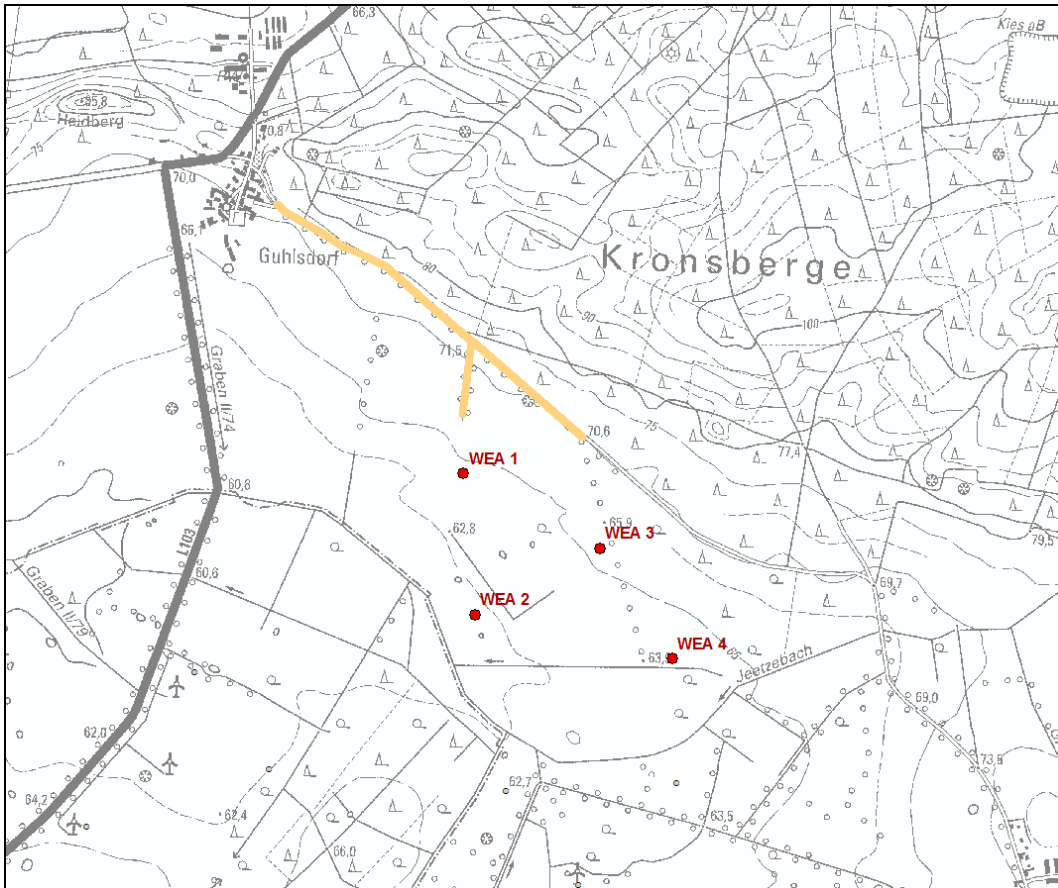 66,3
Kies aB
85,8
Heidberg
75
70,8
70,0
66,1
Guhlsdorf
80
Kronsberge
90
100
Graben II/74
71,5
75
70,6
77,4
WEA 1
60,8
62,8
65,9
WEA 3
79,5
L 103
60,6
Graben II/79
69,7
WEA 2
WEA 4
63,
65
Jeetzebach
69,0
62,0
73,5
62,7
64,2
62,4
63,5
66,0